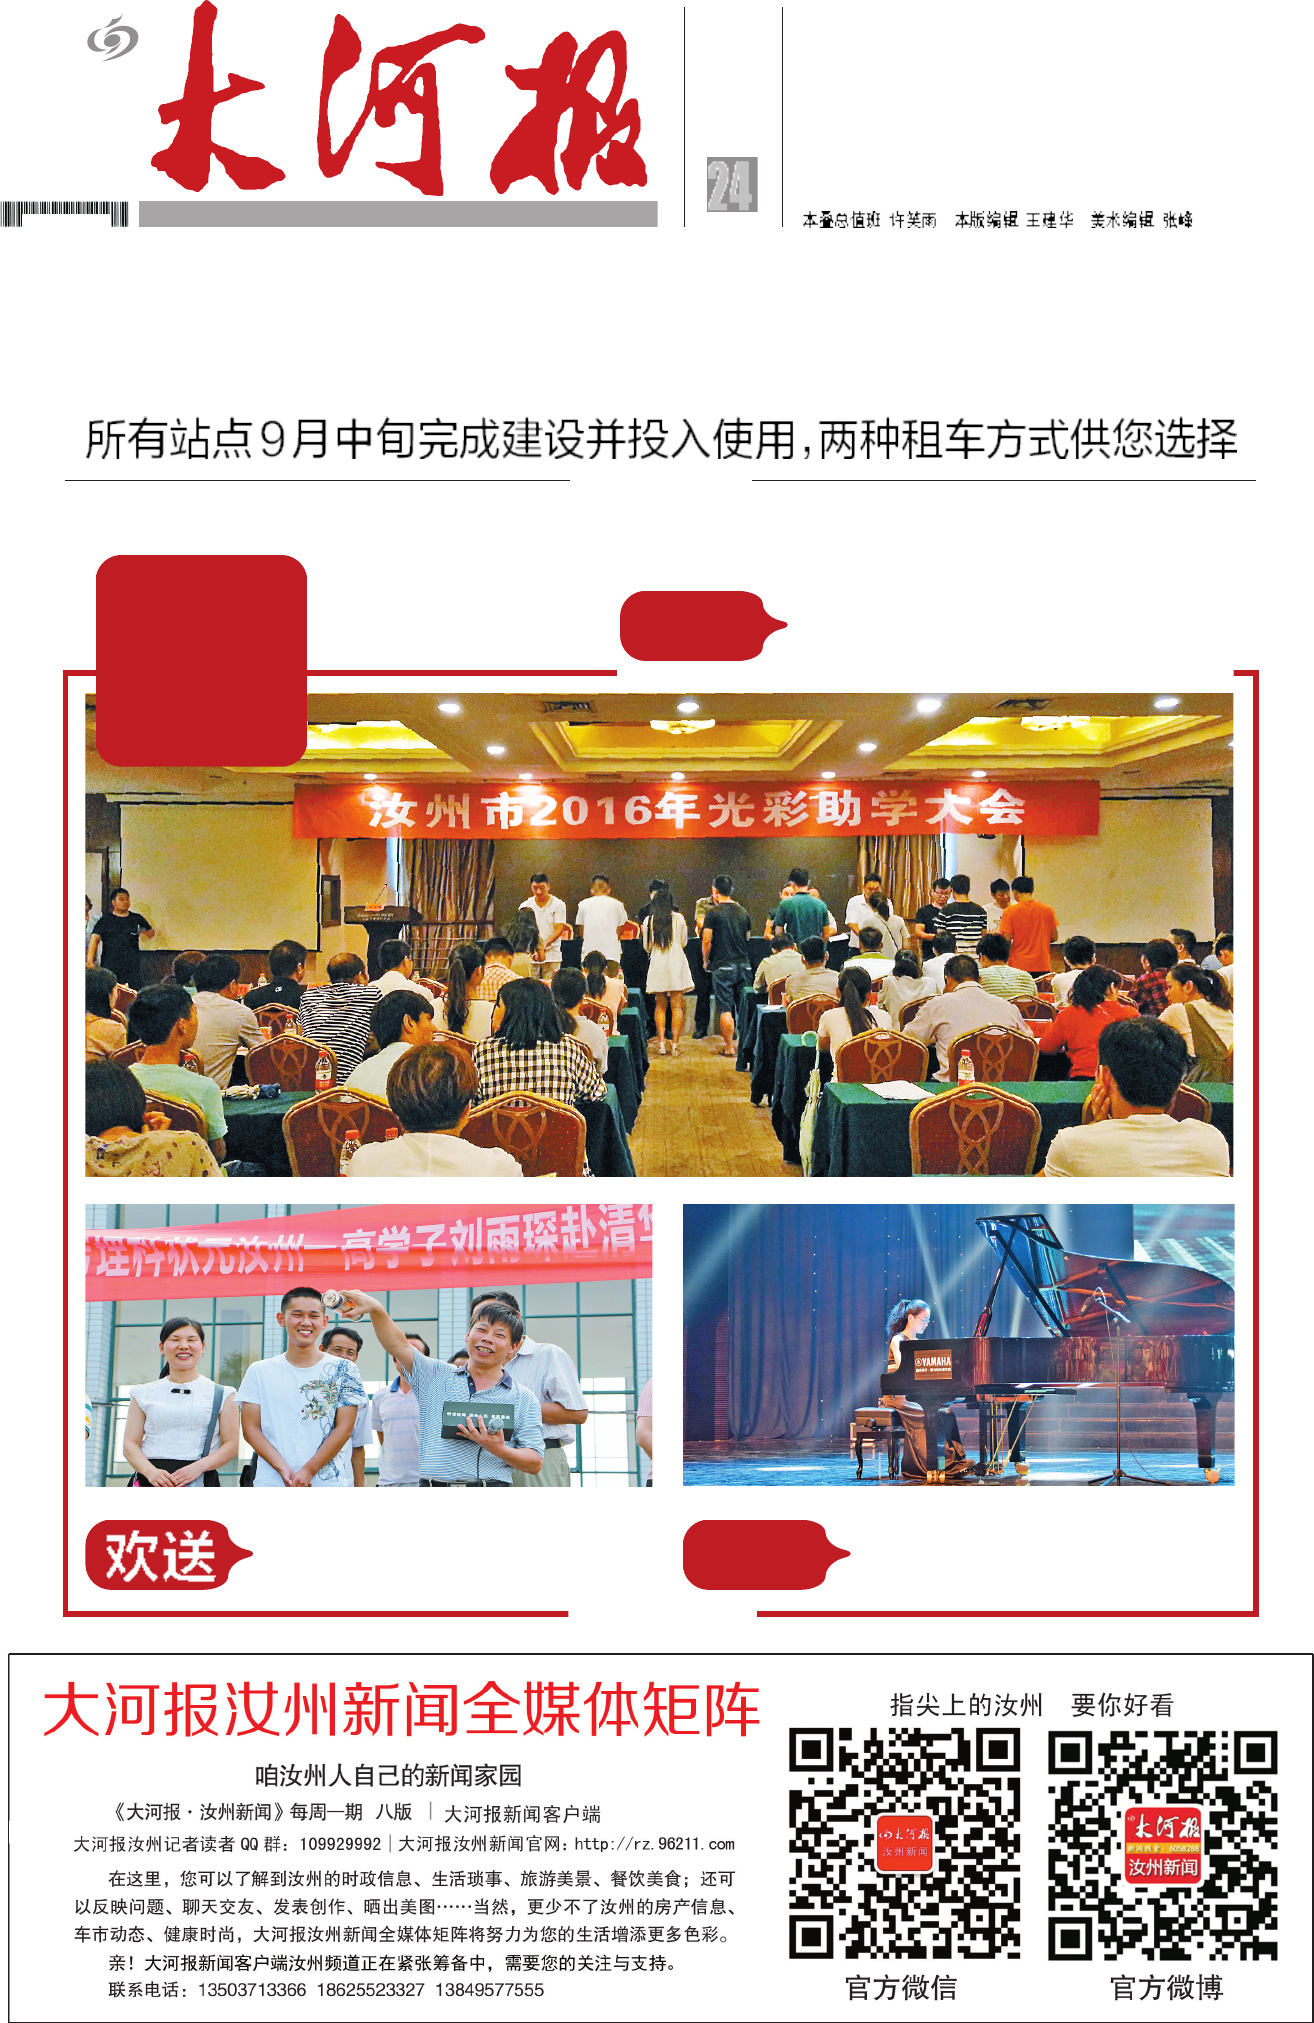 大河报
24
本叠总值班 许笑雨 本版编辑 王建华 美术编辑 张峰
所有站点9月中旬完成建设并投入使用,两种租车方式供您选择
汝州市2016年光彩助学大会
理科状元汝州一高学子刘雨琛赴清华
YAMAHA
欢送
大河报汝州新闻全媒体矩阵
咱汝州人自己的新闻家园
《大河报·汝州新闻》每周一期 八版 | 大河报新闻客户端
大河报汝州记者读者QQ群：109929992|大河报汝州新闻官网：http://rz.96211.com
在这里，您可以了解到汝州的时政信息、生活琐事、旅游美景、餐饮美食；还可
以反映问题、聊天交友、发表创作、晒出美图……当然，更少不了汝州的房产信息、
车市动态、健康时尚，大河报汝州新闻全媒体矩阵将努力为您的生活增添更多色彩。
亲！大河报新闻客户端汝州频道正在紧张筹备中，需要您的关注与支持。
联系电话：13503713366 18625523327 13849577555
指尖上的汝州 要你好看
大河报
汝州新闻
大河报
新闻热线：6058288
汝州新闻
官方微信
官方微博